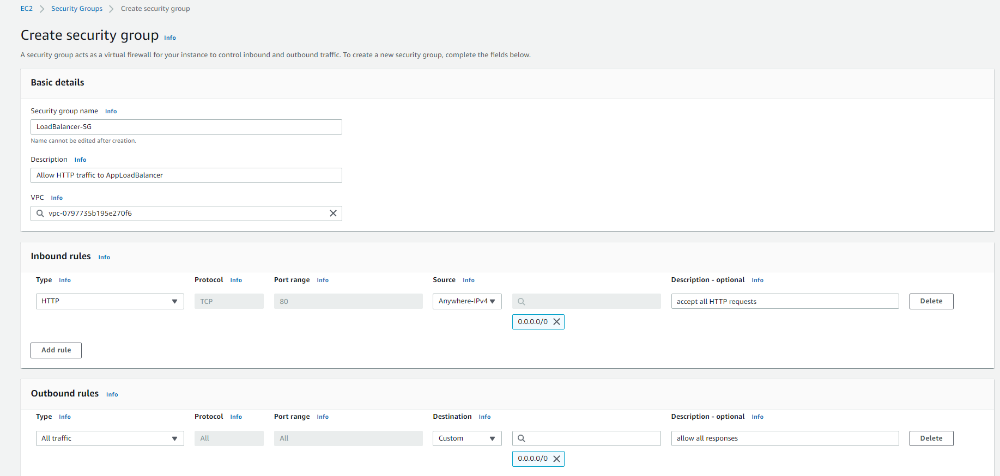 EC2 Security Groups Create security group
Create security group Info
A security group acts as a virtual firewall for your instance to control inbound and outbound traffic. To create a new security group, complete the fields below.
Basic details
Security group name Info
LoadBalancer-SG
Name cannot be edited after creation.
Description Info
Allow HTTP traffic to AppLoadBalancer
VPC Info
vpc-0797735b195e270f6
Inbound rules Info
Type Info Protocol Info Port range Info Source Info Description - optional Info
HTTP TCP 80 Anywhere-IPv4 accept all HTTP requests Delete
0.0.0.0/0
Add rule
Outbound rules Info
Type Info Protocol Info Port range Info Destination Info Description - optional Info
All traffic All All Custom allow all responses Delete
0.0.0.0/0